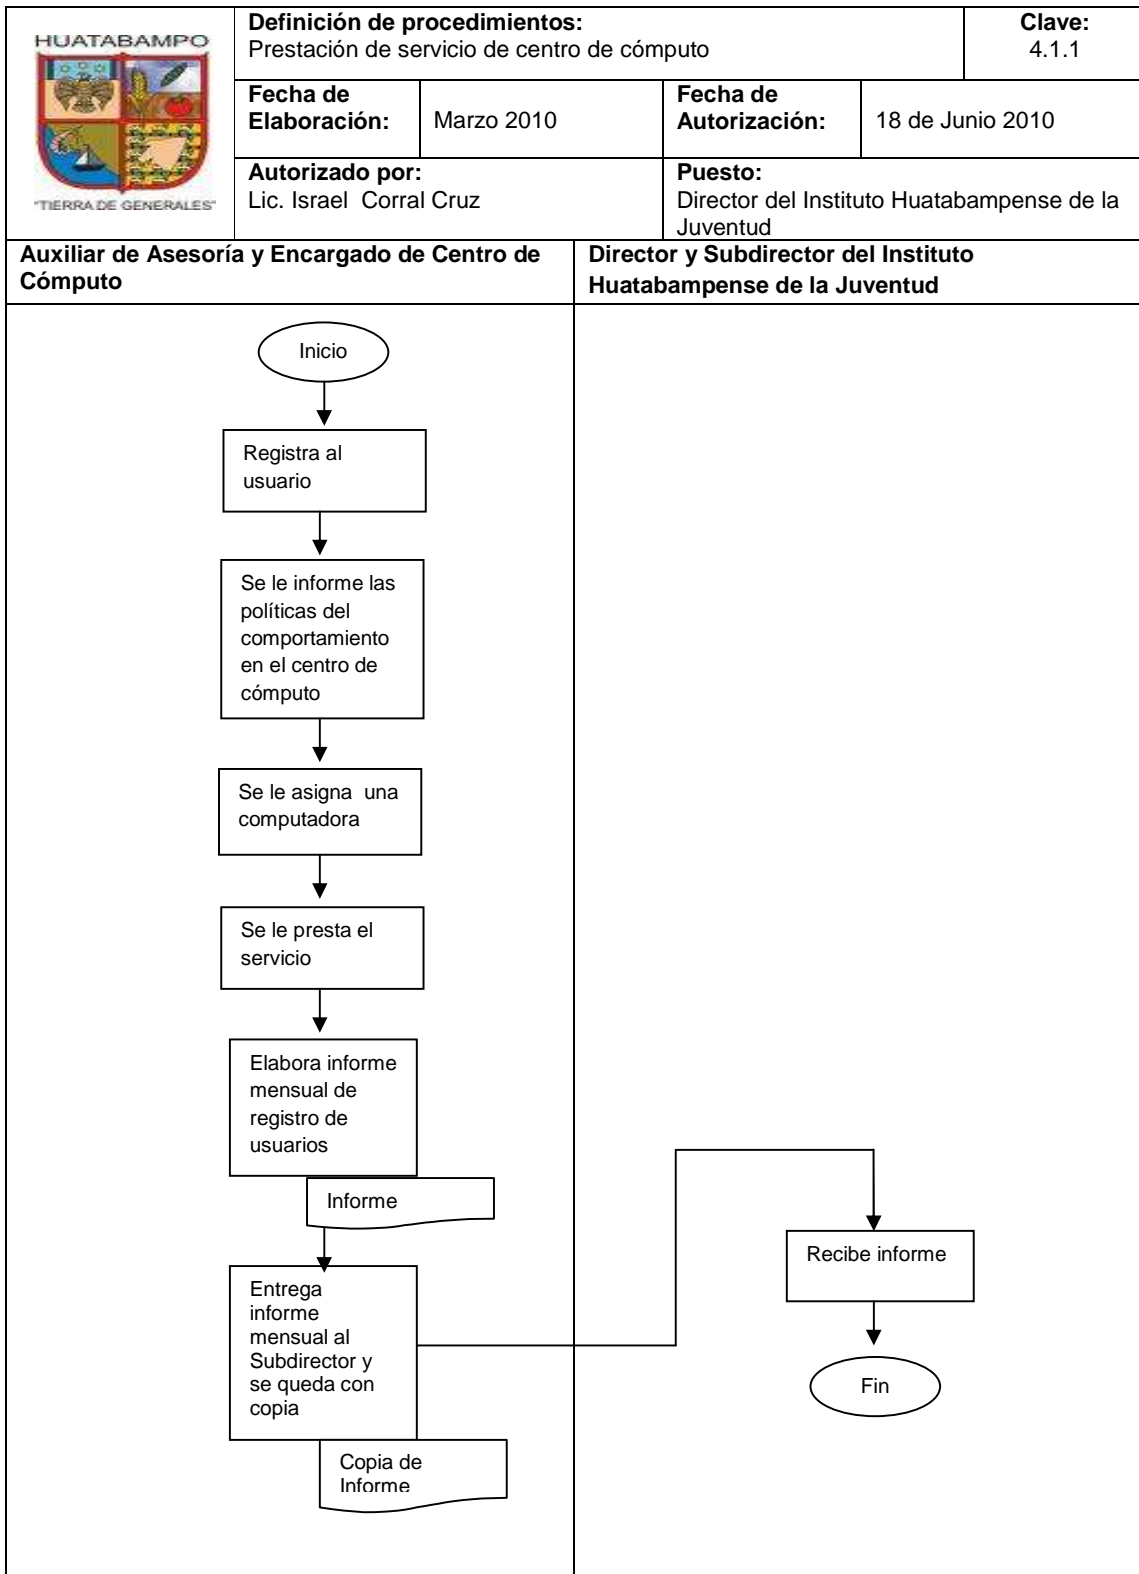 HUATABAMPO
"TIERRA DE GENERALES"
Definición de procedimientos:
Prestación de servicio de centro de cómputo
Clave:
4.1.1
Fecha de
Elaboración:
Marzo 2010
Fecha de
Autorización:
18 de Junio 2010
Autorizado por:
Lic. Israel Corral Cruz
Puesto:
Director del Instituto Huatabampense de la
Juventud
Auxiliar de Asesoría y Encargado de Centro de
Cómputo
Director y Subdirector del Instituto
Huatabampense de la Juventud
Inicio
Registra al
usuario
Se le informe las
políticas del
comportamiento
en el centro de
cómputo
Se le asigna una
computadora
Se le presta el
servicio
Elabora informe
mensual de
registro de
usuarios
Informe
Entrega
informe
mensual al
Subdirector y
se queda con
copia
Copia de
Informe
Recibe informe
Fin